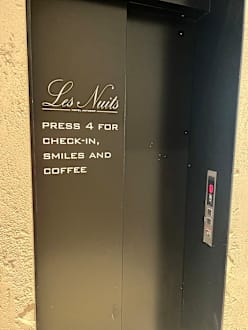 Les Nuits
PRESS 4 FOR
CHECK-IN,
SMILES AND
COFFEE